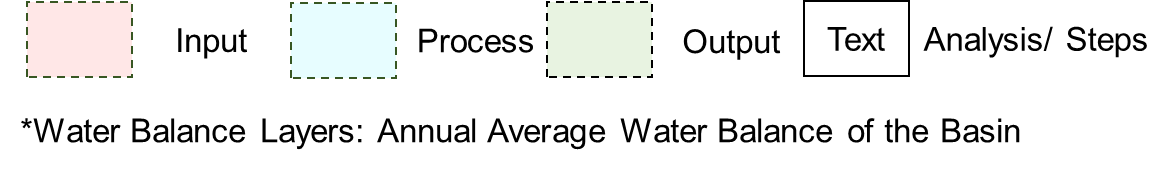 Input Process Output Text Analysis/ Steps
*Water Balance Layers: Annual Average Water Balance of the Basin